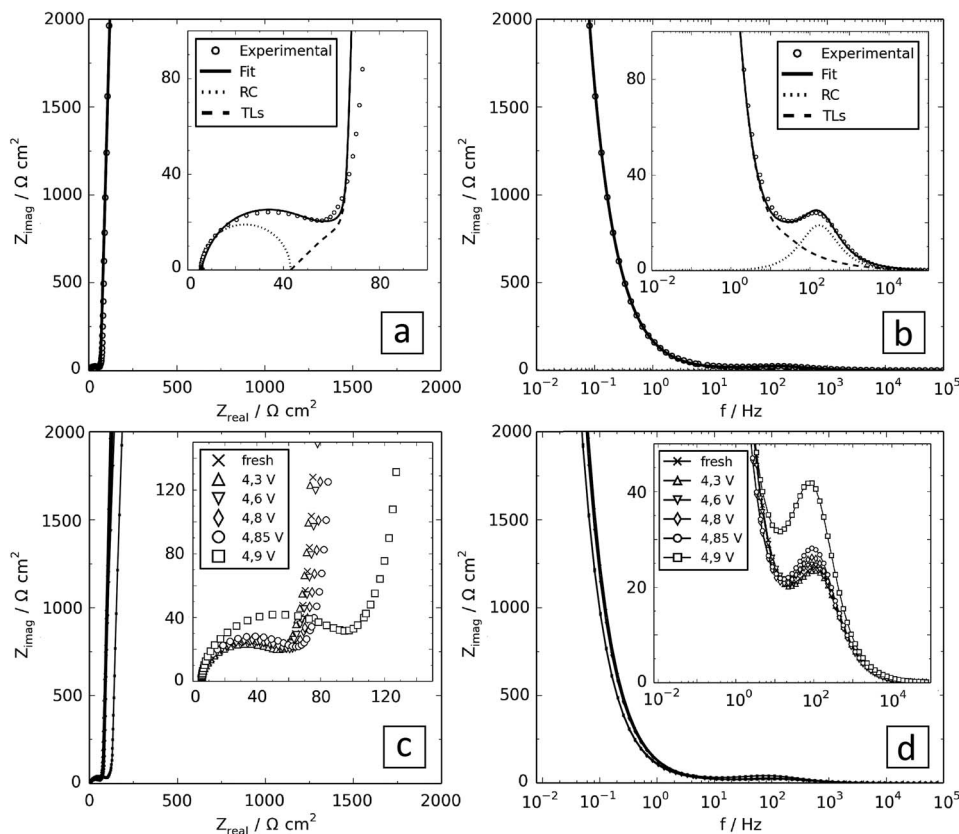 2000
1500
1000
500
0
Z_imag / Ω cm²
80
40
0
0 40 80
○ Experimental
Fit
RC
TLs
a
0 500 1000 1500 2000
Z_real / Ω cm²
2000
1500
1000
500
0
Z_imag / Ω cm²
80
40
0
10⁻² 10⁰ 10² 10⁴
Experimental
Fit
RC
TLs
b
10⁻² 10⁻¹ 10⁰ 10¹ 10² 10³ 10⁴ 10⁵
f / Hz
2000
1500
1000
500
0
Z_imag / Ω cm²
120
80
40
0
0 40 80 120
fresh
4,3 V
4,6 V
4,8 V
4,85 V
4,9 V
c
0 500 1000 1500 2000
Z_real / Ω cm²
2000
1500
1000
500
0
Z_imag / Ω cm²
40
20
0
10⁻² 10⁰ 10² 10⁴
fresh
4,3 V
4,6 V
4,8 V
4,85 V
4,9 V
d
10⁻² 10⁻¹ 10⁰ 10¹ 10² 10³ 10⁴ 10⁵
f / Hz